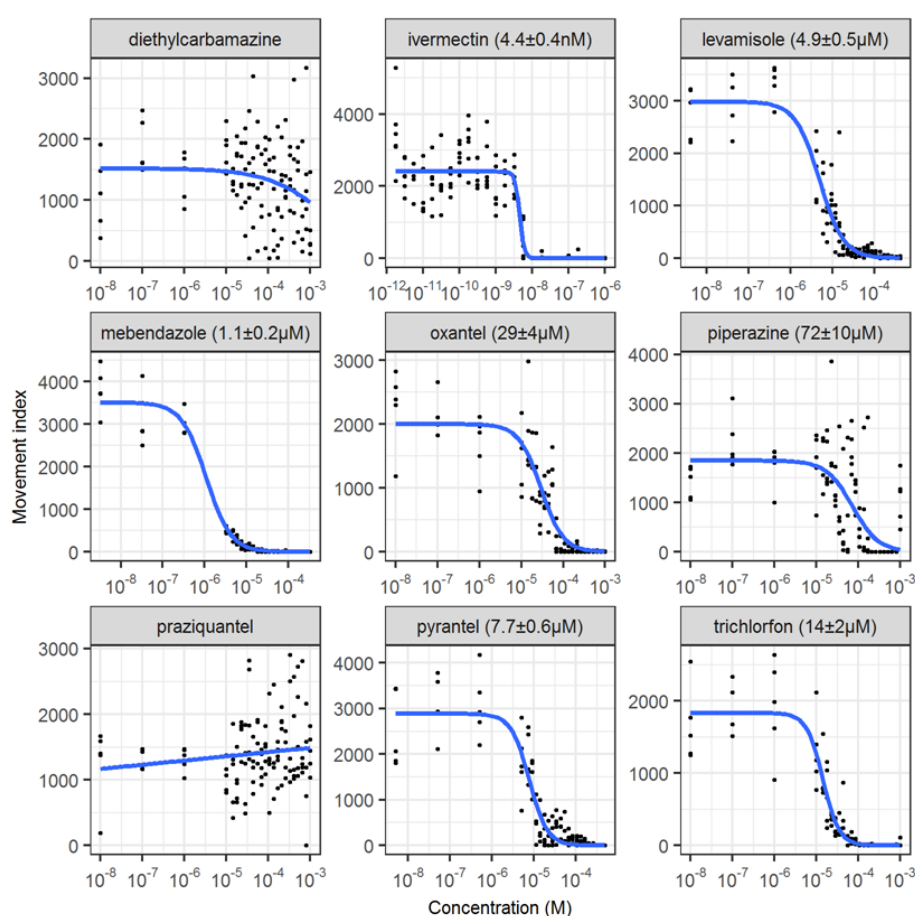 diethylcarbamazine
ivermectin (4.4±0.4nM)
levamisole (4.9±0.5µM)
3000
2000
1000
0
10⁻⁸ 10⁻⁷ 10⁻⁶ 10⁻⁵ 10⁻⁴ 10⁻³
4000
2000
0
10⁻¹² 10⁻¹¹ 10⁻¹⁰ 10⁻⁹ 10⁻⁸ 10⁻⁷ 10⁻⁶
3000
2000
1000
0
10⁻⁸ 10⁻⁷ 10⁻⁶ 10⁻⁵ 10⁻⁴
Movement index
mebendazole (1.1±0.2µM)
oxantel (29±4µM)
piperazine (72±10µM)
4000
3000
2000
1000
0
10⁻⁸ 10⁻⁷ 10⁻⁶ 10⁻⁵ 10⁻⁴
3000
2000
1000
0
10⁻⁸ 10⁻⁷ 10⁻⁶ 10⁻⁵ 10⁻⁴ 10⁻³
4000
3000
2000
1000
0
10⁻⁸ 10⁻⁷ 10⁻⁶ 10⁻⁵ 10⁻⁴ 10⁻³
praziquantel
pyrantel (7.7±0.6µM)
trichlorfon (14±2µM)
3000
2000
1000
0
10⁻⁸ 10⁻⁷ 10⁻⁶ 10⁻⁵ 10⁻⁴ 10⁻³
4000
3000
2000
1000
0
10⁻⁸ 10⁻⁷ 10⁻⁶ 10⁻⁵ 10⁻⁴
2000
1000
0
10⁻⁸ 10⁻⁷ 10⁻⁶ 10⁻⁵ 10⁻⁴ 10⁻³
Concentration (M)